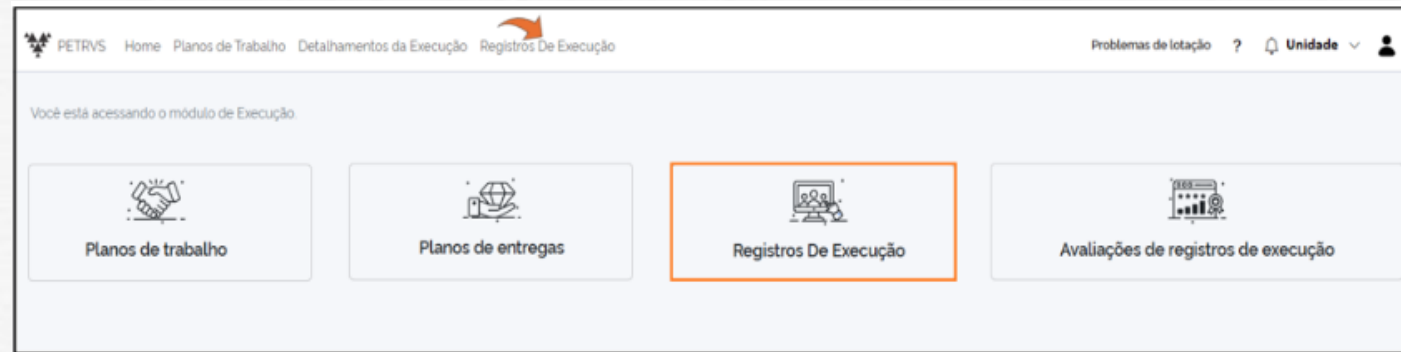 PETRVS Home Planos de Trabalho Detalhamentos da Execução Registros De Execução Problemas de lotação ? Unidade
Você está acessando o módulo de Execução.
Planos de trabalho
Planos de entregas
Registros De Execução
Avaliações de registros de execução